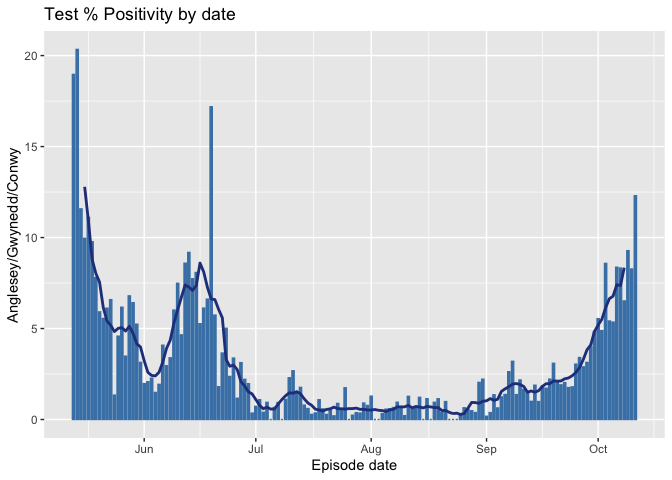 Test % Positivity by date
Anglesey/Gwynedd/Conwy
20
15
10
5
0
Jun Jul Aug Sep Oct
Episode date